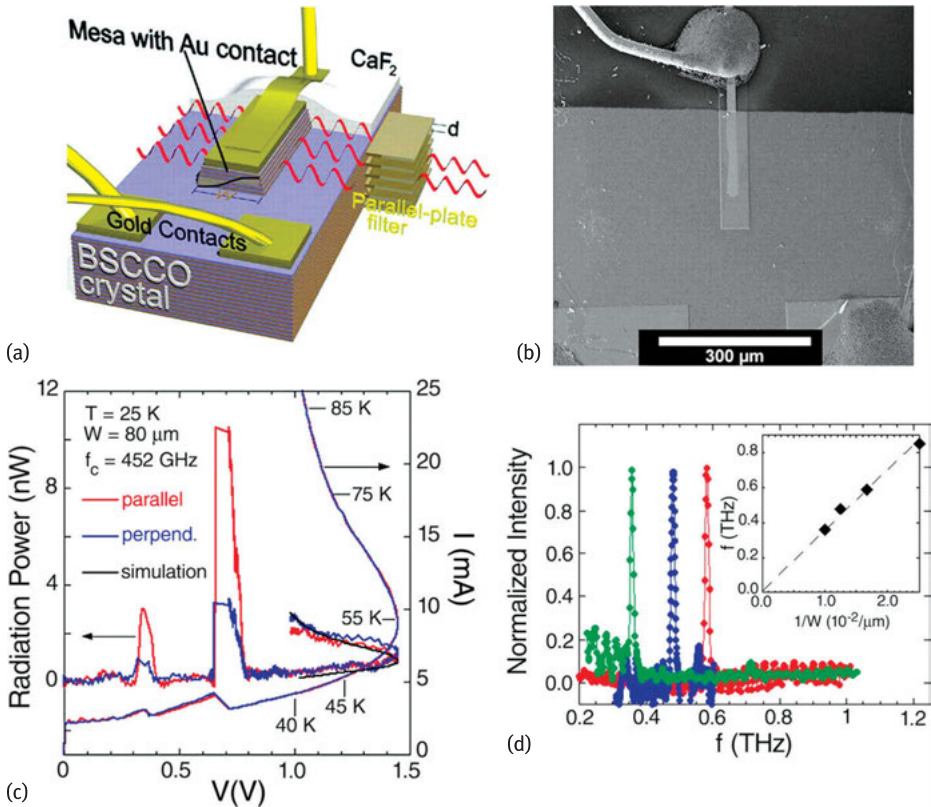 Mesa with Au contact
CaF2
d
Parallel-plate
filter
Gold Contacts
BSCCO
crystal
(a)
300 µm
(b)
12
8
4
0
Radiation Power (nW)
T = 25 K
W = 80 µm
f_c = 452 GHz
parallel
perpend.
simulation
85 K
75 K
55 K
45 K
40 K
25
20
15
10
5
0
I (mA)
0
0.5
1.0
1.5
V(V)
(c)
1.0
0.8
0.6
0.4
0.2
0.0
Normalized Intensity
0.2
0.4
0.6
0.8
1
1.2
f (THz)
0.8
0.6
0.4
0.2
0.0
f (THz)
0.0
1.0
2.0
1/W (10^-2/µm)
(d)